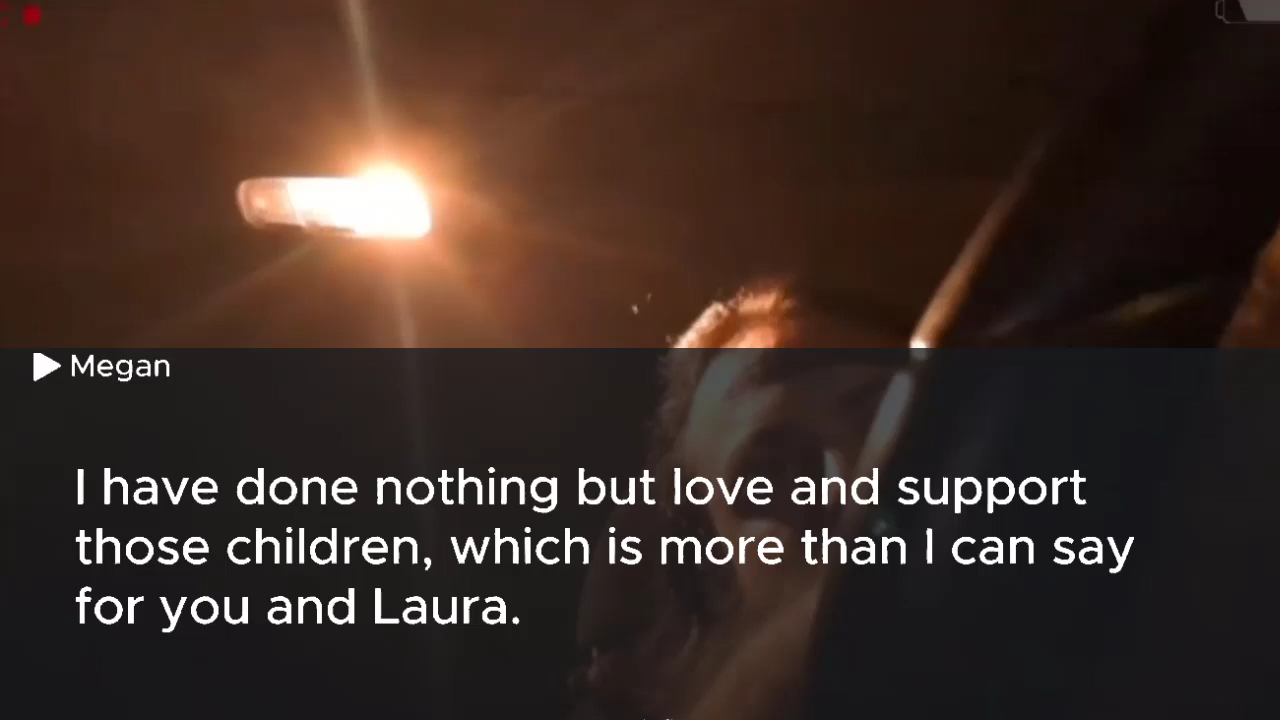 Megan
I have done nothing but love and support
those children, which is more than I can say
for you and Laura.